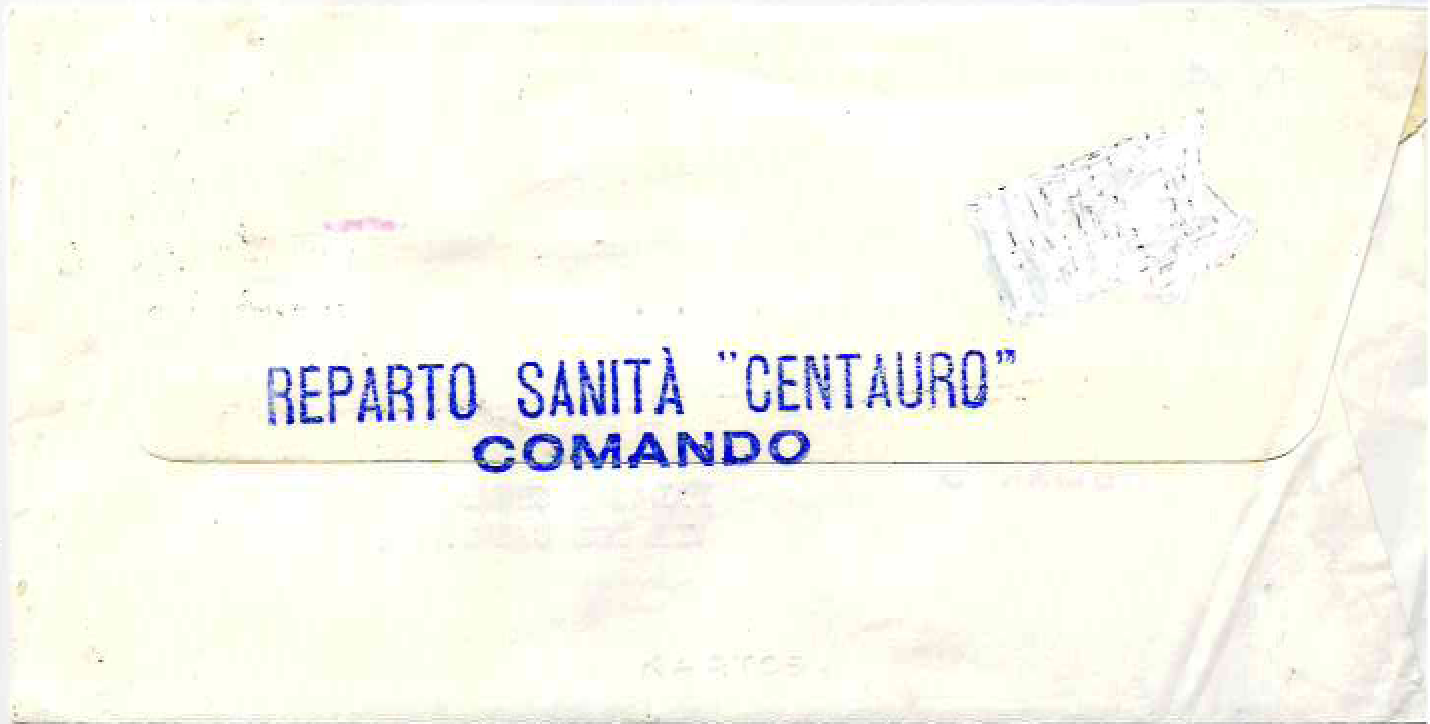 REPARTO SANITÀ "CENTAURO"
COMANDO